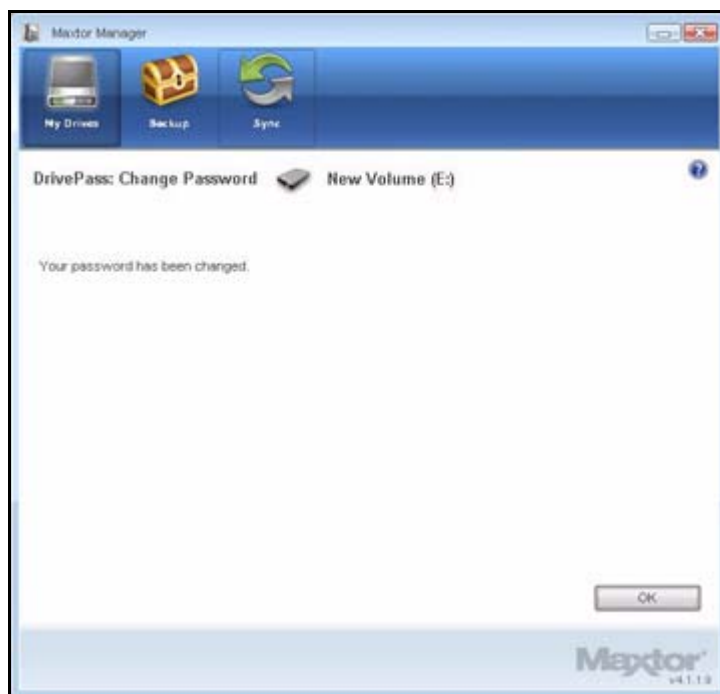 Maxtor Manager
My Drives
Backup
Sync
DrivePass: Change Password New Volume (E:)
Your password has been changed.
OK
Maxtor
v4.1.1.9